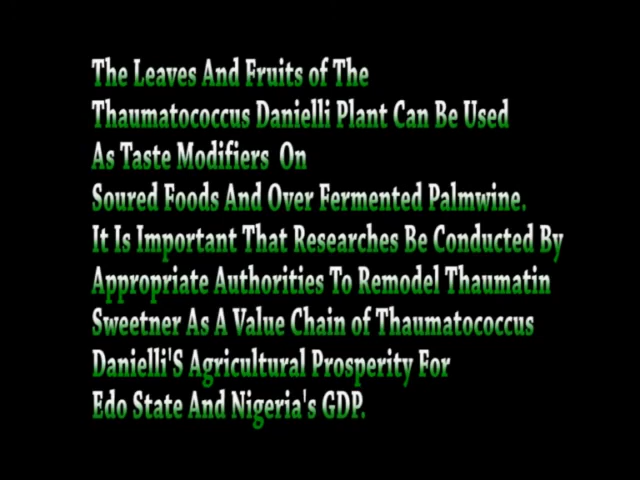 The Leaves And Fruits of The
Thaumatococcus Danielli Plant Can Be Used
As Taste Modifiers On
Soured Foods And Over Fermented Palmwine.
It Is Important That Researches Be Conducted By
Appropriate Authorities To Remodel Thaumatin
Sweetner As A Value Chain of Thaumatococcus
Danielli'S Agricultural Prosperity For
Edo State And Nigeria's GDP.